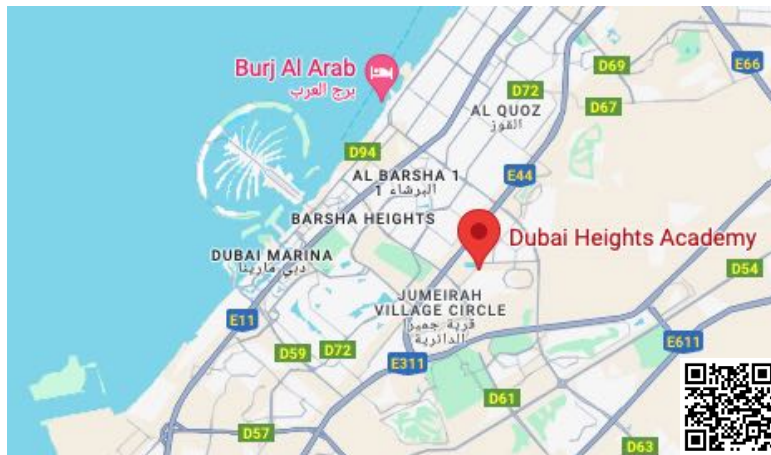 D69
E66
Burj Al Arab
برج العرب
D72
D67
AL QUOZ
القوز
D94
AL BARSHA 1
البرشاء 1
E44
BARSHA HEIGHTS
Dubai Heights Academy
DUBAI MARINA
دبي مارينا
D54
JUMEIRAH
VILLAGE CIRCLE
قرية جميرا
الدائرية
E11
D59
D72
E311
E611
D61
D57
D63